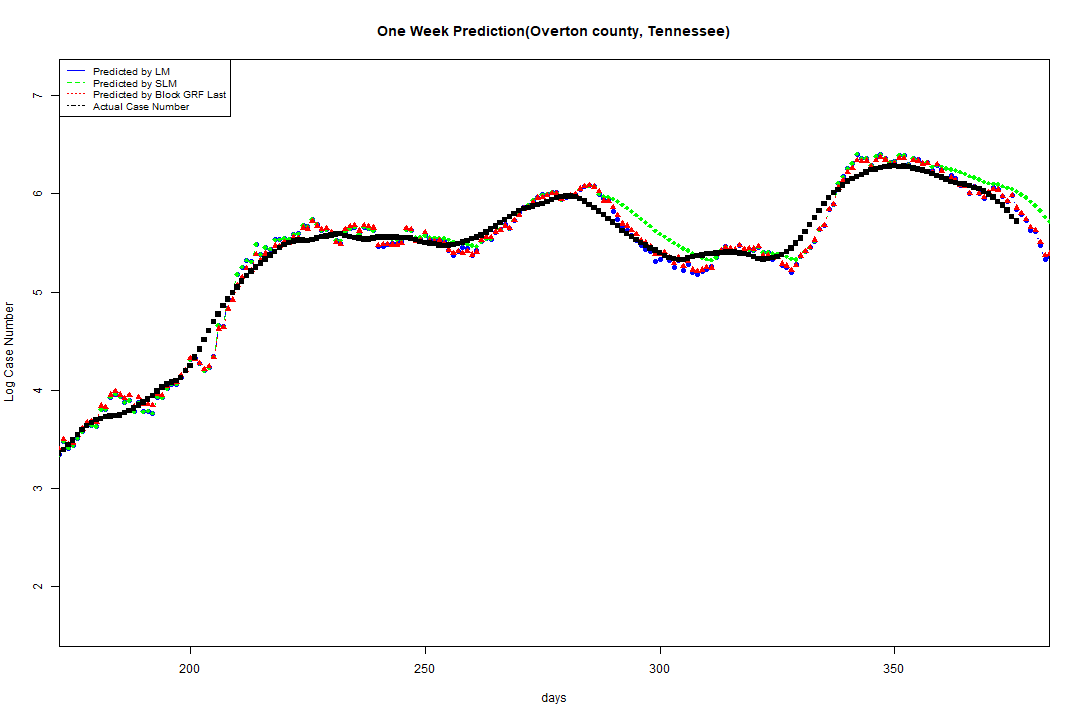 One Week Prediction(Overton county, Tennessee)
Predicted by LM
Predicted by SLM
Predicted by Block GRF Last
Actual Case Number
7
6
5
4
3
2
Log Case Number
200 250 300 350
days